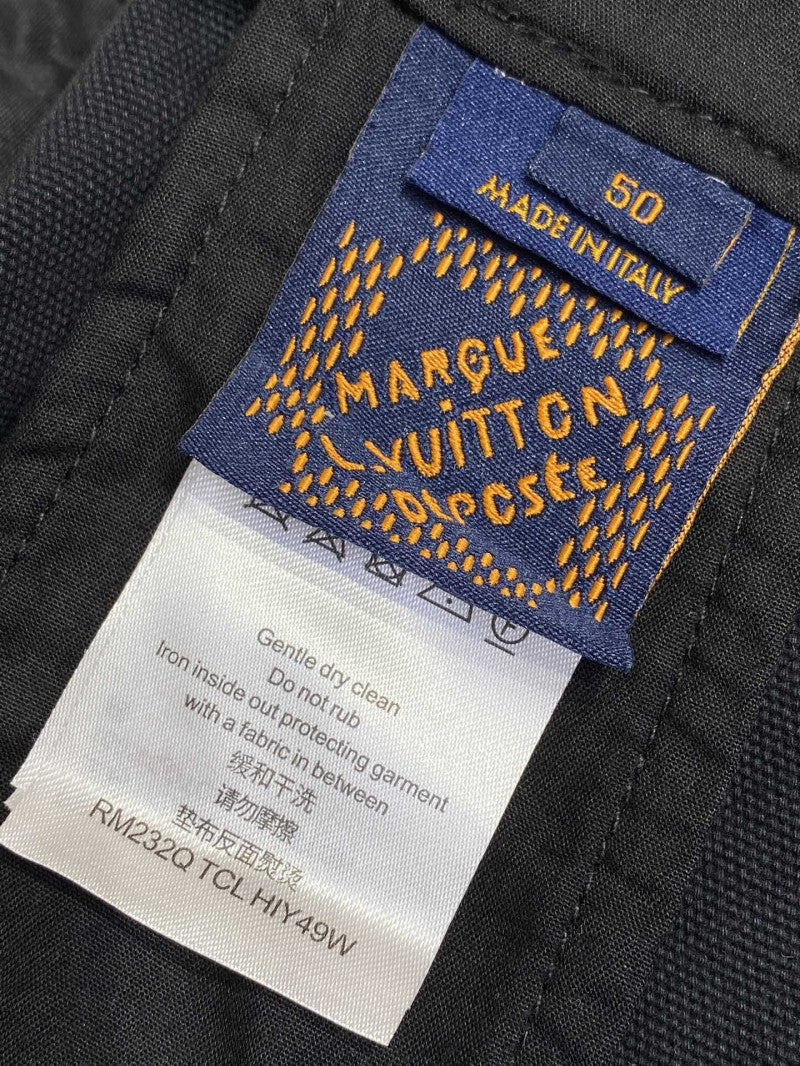 50
MADE IN ITALY
MARQUE
L.VUITTON
DEPOSÉE
F
Gentle dry clean
Do not rub
Iron inside out protecting garment
with a fabric in between
缓和干洗
请勿摩擦
垫布反面熨烫
RM232Q TCL HIY49W